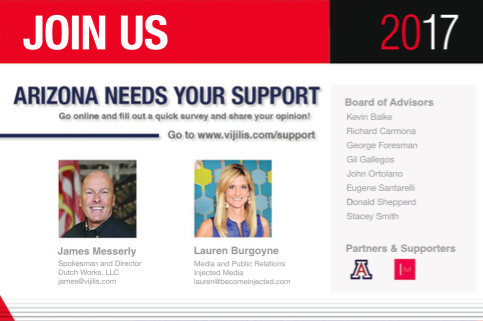 JOIN US
2017
ARIZONA NEEDS YOUR SUPPORT
Go online and fill out a quick survey and share your opinion!
Go to www.vijilis.com/support
James Messerly
Spokesman and Director
Dutch Works, LLC
james@vijilis.com
Lauren Burgoyne
Media and Public Relations
Injected Media
lauren@becomeinjected.com
Board of Advisors
Kevin Balke
Richard Carmona
George Foresman
Gil Gallegos
John Ortolano
Eugene Santarelli
Donald Shepperd
Stacey Smith
Partners & Supporters
A